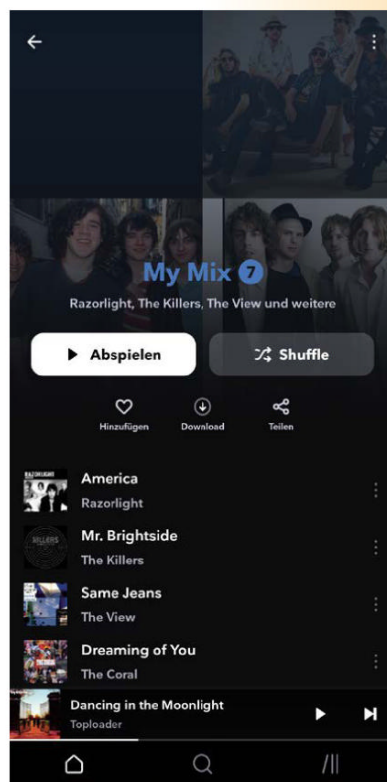 My Mix 7
Razorlight, The Killers, The View und weitere
Abspielen
Shuffle
Hinzufügen
Download
Teilen
America
Razorlight
Mr. Brightside
The Killers
Same Jeans
The View
Dreaming of You
The Coral
Dancing in the Moonlight
Toploader